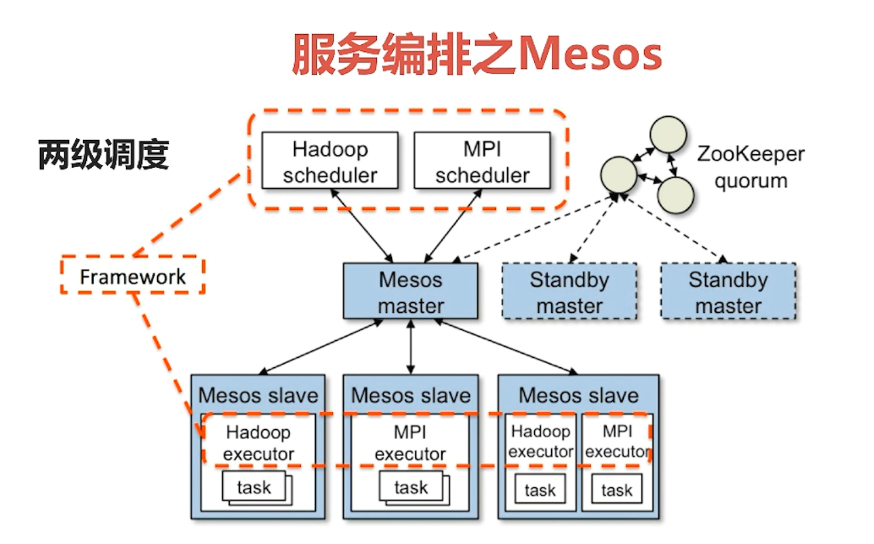 服务编排之Mesos
两级调度
Hadoop
scheduler
MPI
scheduler
ZooKeeper
quorum
Framework
Mesos
master
Standby
master
Standby
master
Mesos slave
Hadoop
executor
task
Mesos slave
MPI
executor
task
Mesos slave
Hadoop
executor
task
MPI
executor
task